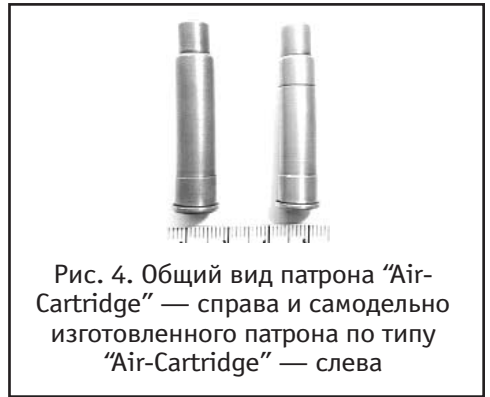 Рис. 4. Общий вид патрона “Air-
Cartridge” — справа и самодельно
изготовленного патрона по типу
“Air-Cartridge” — слева